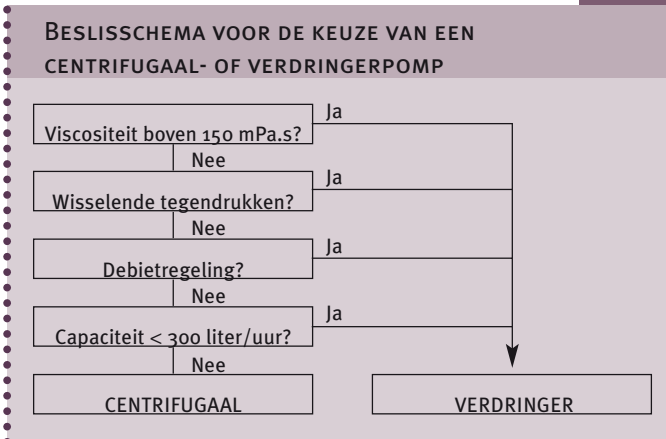 Beslisschema voor de keuze van een
centrifugaal- of verdringerpomp
Ja
Viscositeit boven 150 mPa.s?
Nee
Ja
Wisselende tegendrukken?
Nee
Ja
Debietregeling?
Nee
Ja
Capaciteit < 300 liter/uur?
Nee
CENTRIFUGAAL
VERDRINGER